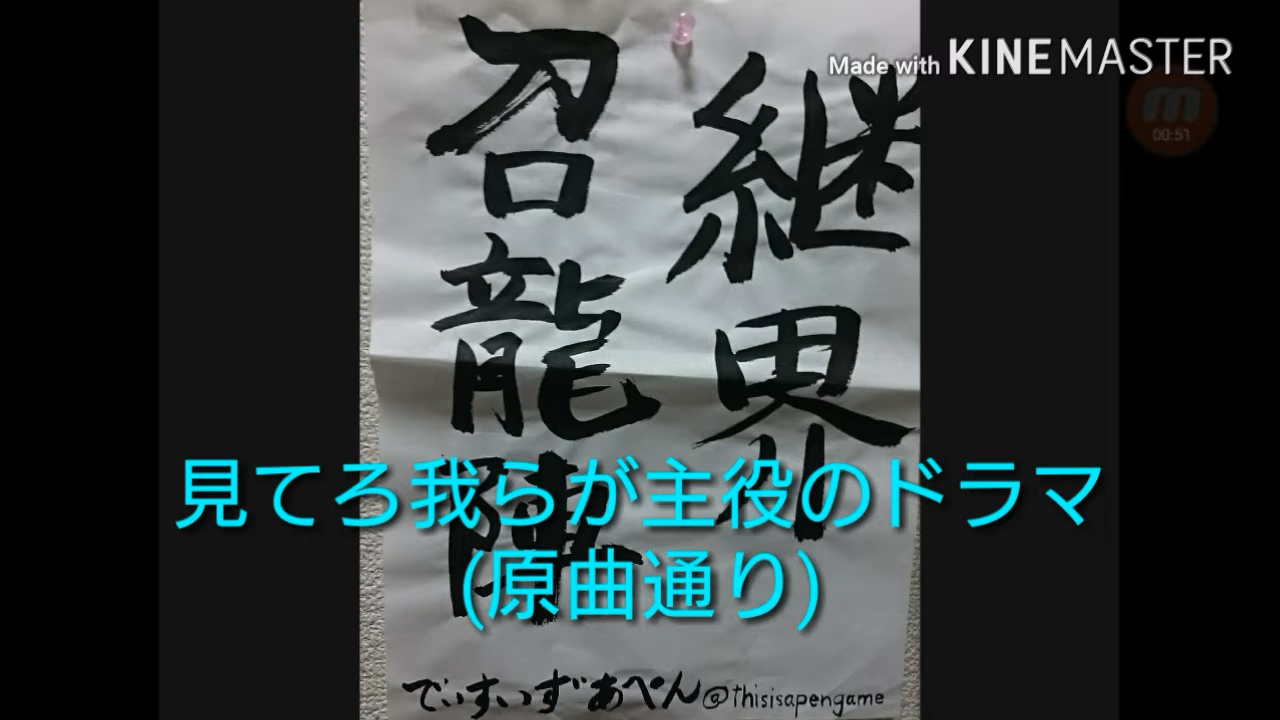 Made with KINEMASTER
00:51
継界
召龍陣
見てろ我らが主役のドラマ
(原曲通り)
でぃすいずあぺん@thisisapengame